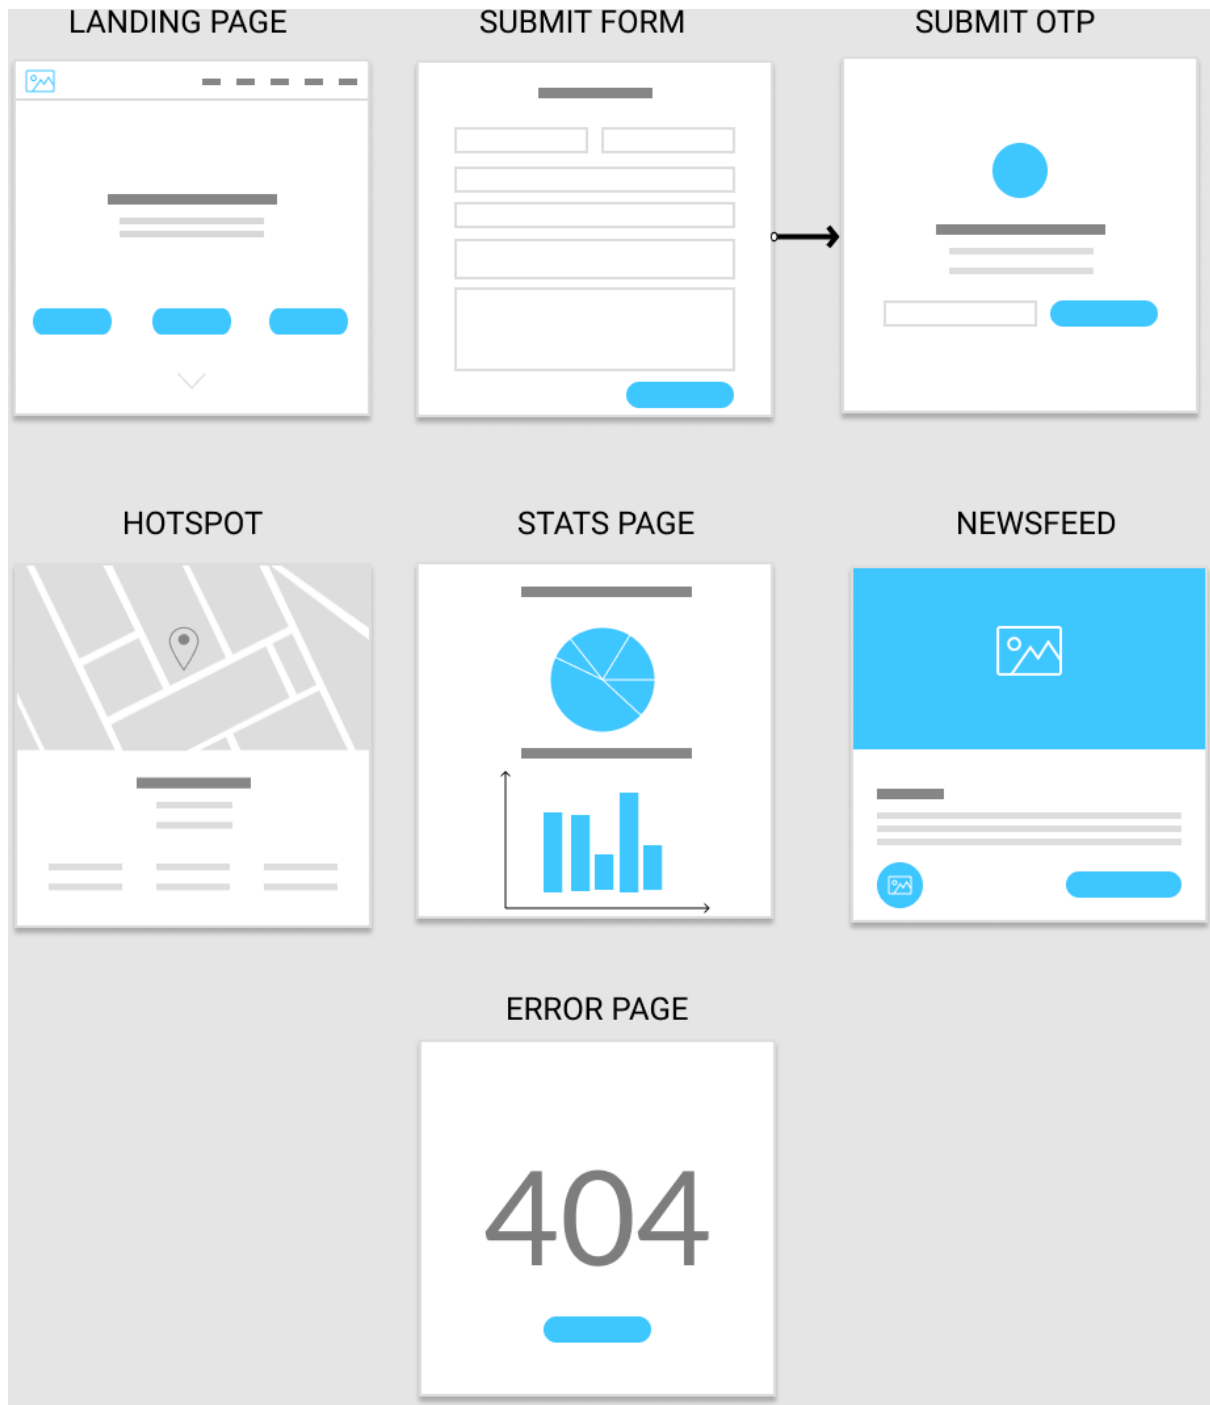 LANDING PAGE
SUBMIT FORM
SUBMIT OTP
HOTSPOT
STATS PAGE
NEWSFEED
ERROR PAGE
404